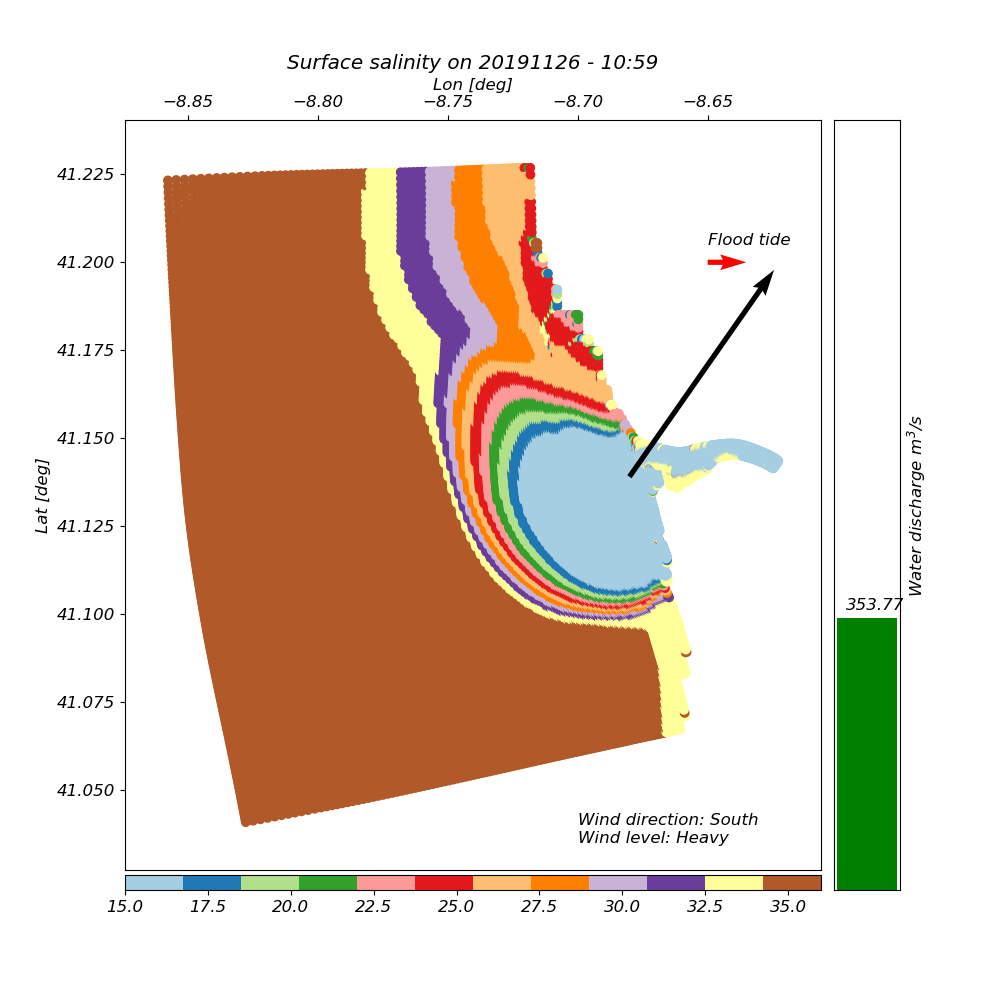 Surface salinity on 20191126 - 10:59
Lon [deg]
−8.85 −8.80 −8.75 −8.70 −8.65
41.225
41.200
41.175
41.150
41.125
41.100
41.075
41.050
Lat [deg]
Flood tide
Water discharge m³/s
353.77
Wind direction: South
Wind level: Heavy
15.0 17.5 20.0 22.5 25.0 27.5 30.0 32.5 35.0